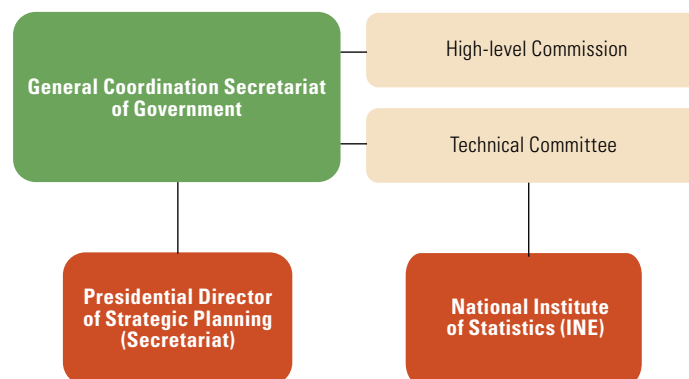 High-level Commission
General Coordination Secretariat
of Government
Technical Committee
Presidential Director
of Strategic Planning
(Secretariat)
National Institute
of Statistics (INE)